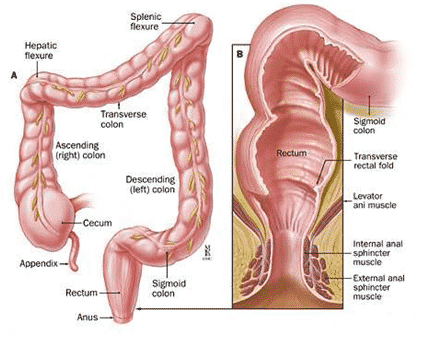 Splenic
flexure
Hepatic
flexure
A
Transverse
colon
Ascending
(right) colon
Descending
(left) colon
Cecum
Appendix
Sigmoid
colon
Rectum
Anus
B
Sigmoid
colon
Rectum
Transverse
rectal fold
Levator
ani muscle
Internal anal
sphincter
muscle
External anal
sphincter
muscle